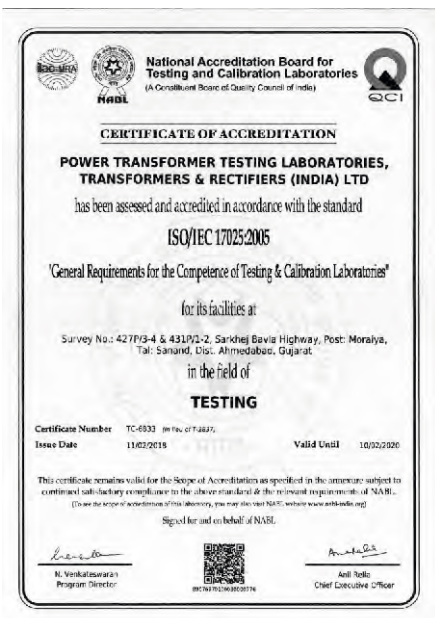 ilac-MRA
NABL
National Accreditation Board for
Testing and Calibration Laboratories
(A Constituent Board of Quality Council of India)
QCI
CERTIFICATE OF ACCREDITATION
POWER TRANSFORMER TESTING LABORATORIES,
TRANSFORMERS & RECTIFIERS (INDIA) LTD
has been assessed and accredited in accordance with the standard
ISO/IEC 17025:2005
"General Requirements for the Competence of Testing & Calibration Laboratories"
for its facilities at
Survey No.: 427P/3-4 & 431P/1-2, Sarkhej Bavla Highway, Post: Moraiya,
Tal: Sanand, Dist. Ahmedabad, Gujarat
in the field of
TESTING
Certificate Number TC-6833 (in lieu of T-3837)
Issue Date 11/02/2018 Valid Until 10/02/2020
This certificate remains valid for the Scope of Accreditation as specified in the annexure subject to
continued satisfactory compliance to the above standard & the relevant requirements of NABL.
(To see the scope of accreditation of this laboratory, you may also visit NABL website www.nabl-india.org)
Signed for and on behalf of NABL
N. Venkateswaran
Program Director
Anil Relia
Chief Executive Officer